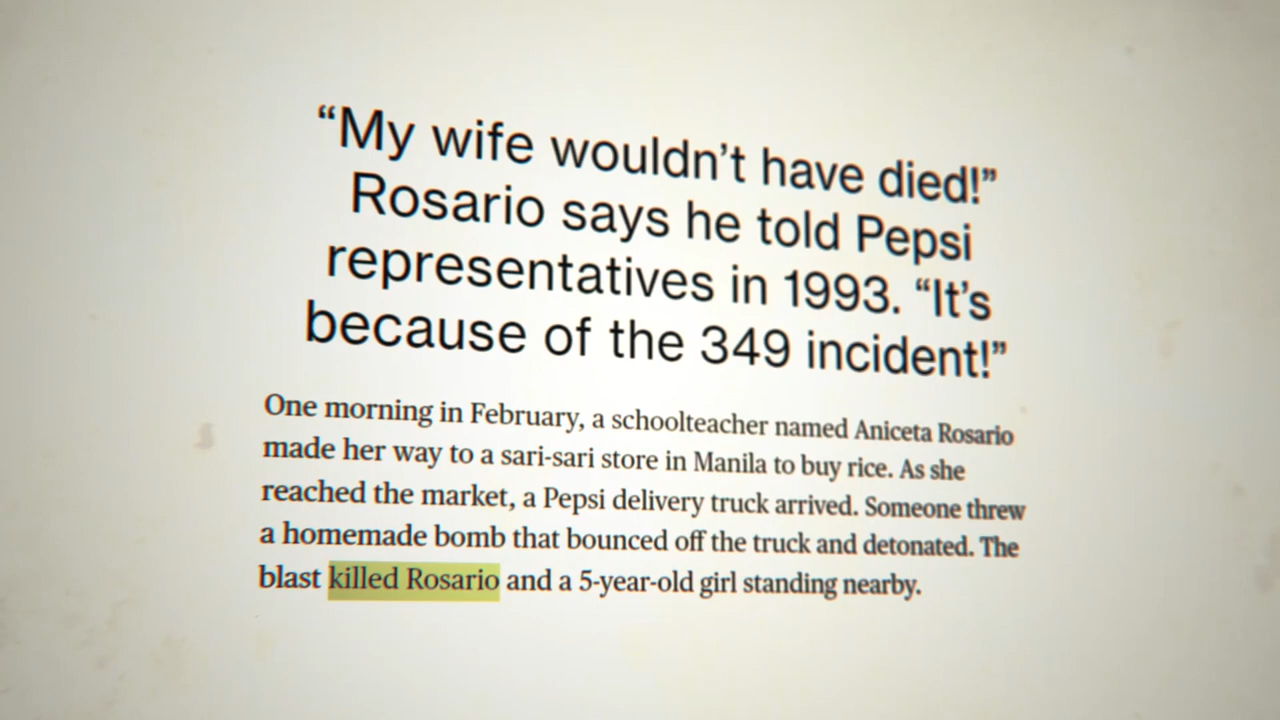 “My wife wouldn’t have died!”
Rosario says he told Pepsi
representatives in 1993. “It’s
because of the 349 incident!”
One morning in February, a schoolteacher named Aniceta Rosario
made her way to a sari-sari store in Manila to buy rice. As she
reached the market, a Pepsi delivery truck arrived. Someone threw
a homemade bomb that bounced off the truck and detonated. The
blast killed Rosario and a 5-year-old girl standing nearby.